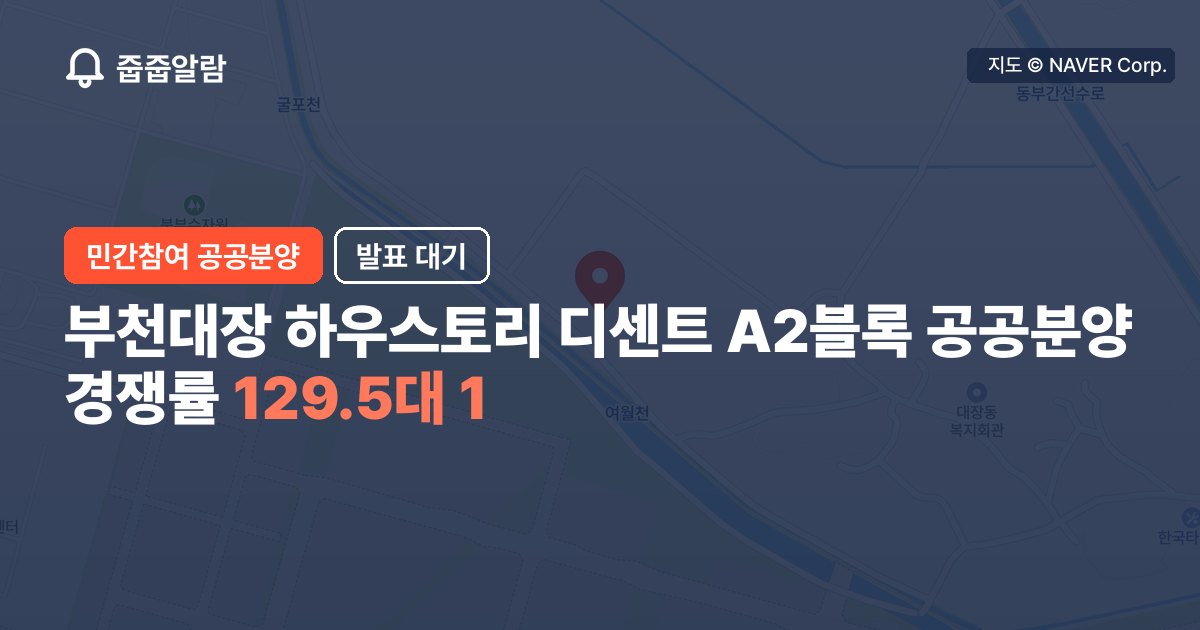 줍줍알람
지도 © NAVER Corp.
굴포천
동부간선수로
민간참여 공공분양
발표 대기
부천대장 하우스토리 디센트 A2블록 공공분양
경쟁률 129.5대 1
여월천
대장동
복지회관
한국타